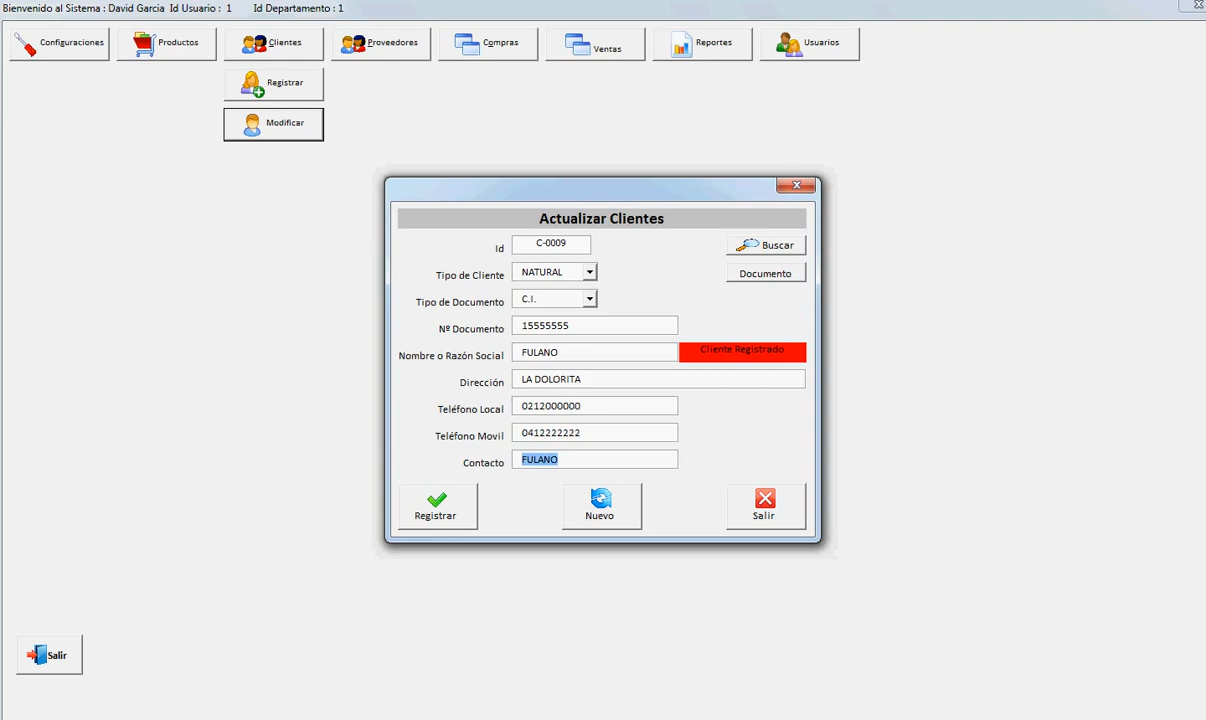 Bienvenido al Sistema : David Garcia Id Usuario : 1 Id Departamento : 1
Configuraciones Productos Clientes Proveedores Compras Ventas Reportes Usuarios
Registrar
Modificar
Actualizar Clientes
Id C-0009 Buscar
Tipo de Cliente NATURAL Documento
Tipo de Documento C.I.
Nº Documento 15555555
Nombre o Razón Social FULANO Cliente Registrado
Dirección LA DOLORITA
Teléfono Local 0212000000
Teléfono Movil 0412222222
Contacto FULANO
Registrar Nuevo Salir
Salir